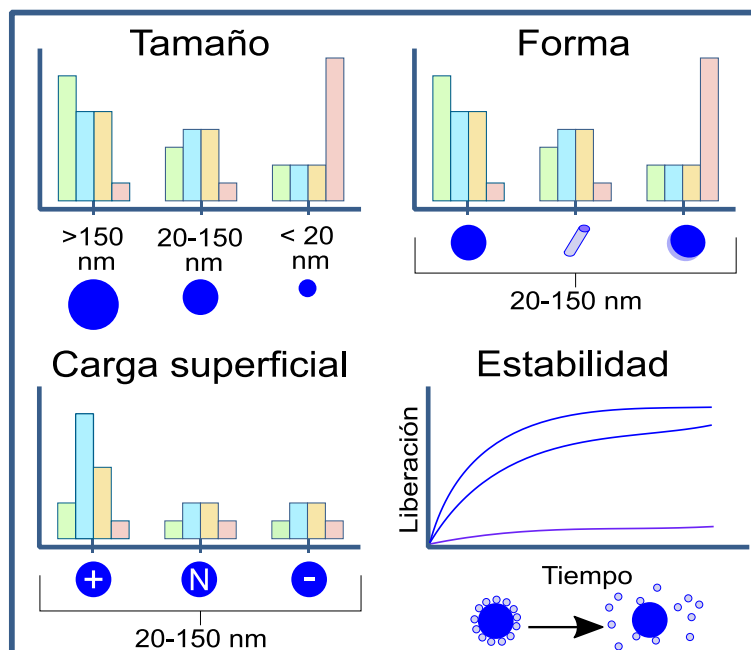 Tamaño
>150
nm
20-150
nm
< 20
nm
Forma
20-150 nm
Carga superficial
+
N
-
20-150 nm
Estabilidad
Liberación
Tiempo